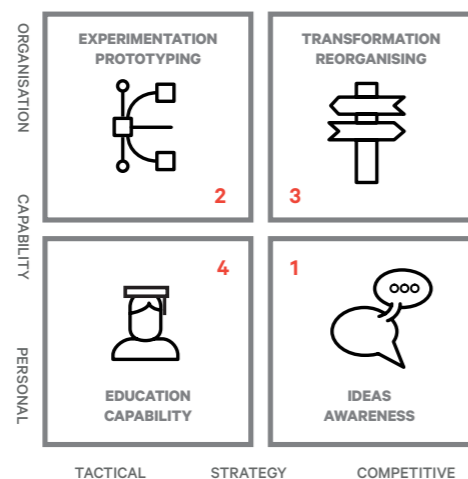 ORGANISATION
CAPABILITY
PERSONAL
EXPERIMENTATION
PROTOTYPING
2
TRANSFORMATION
REORGANISING
3
4
EDUCATION
CAPABILITY
1
IDEAS
AWARENESS
TACTICAL
STRATEGY
COMPETITIVE